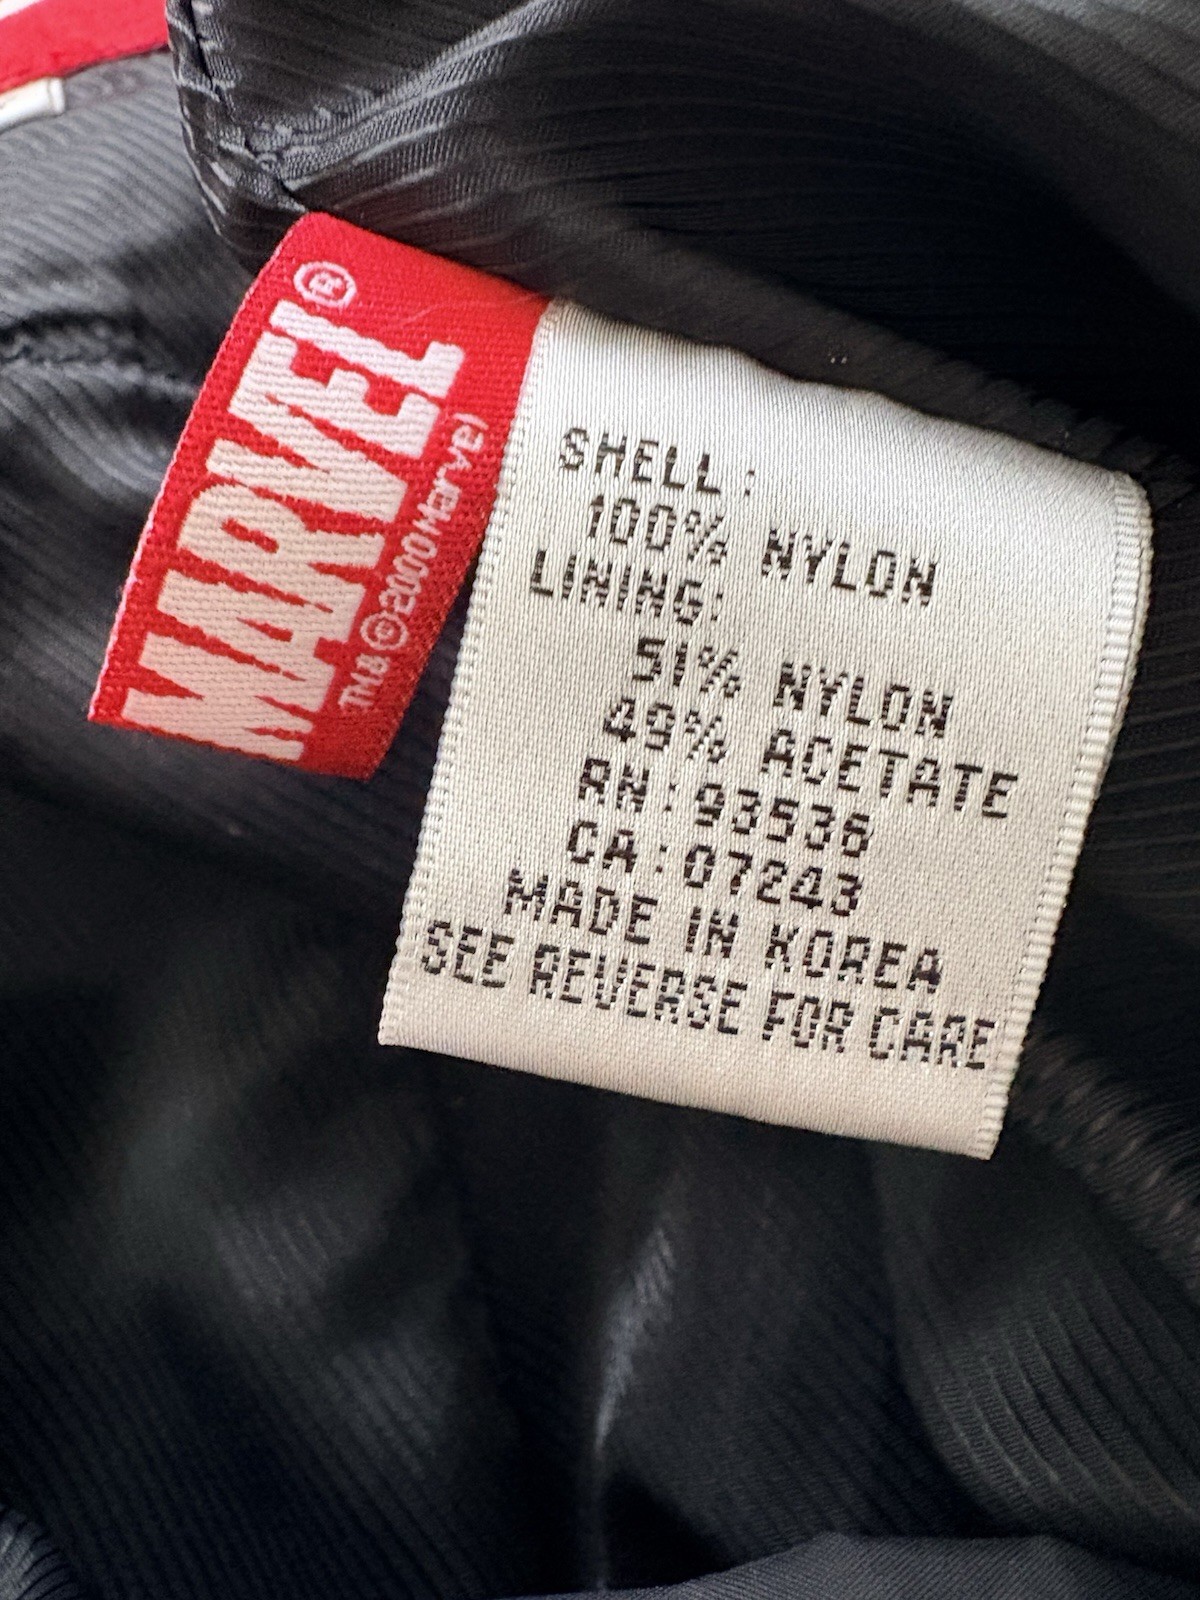 MARVEL®
TM & ©2000 Marvel
SHELL:
100% NYLON
LINING:
51% NYLON
49% ACETATE
RN:93536
CA:07243
MADE IN KOREA
SEE REVERSE FOR CARE